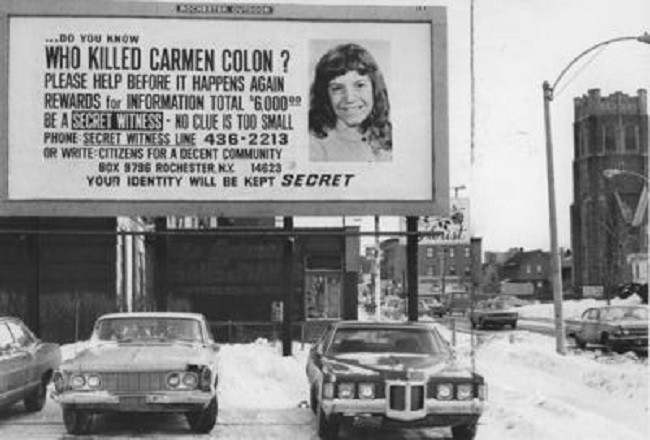 ROCHESTER OUTDOOR
...DO YOU KNOW
WHO KILLED CARMEN COLON ?
PLEASE HELP BEFORE IT HAPPENS AGAIN
REWARDS for INFORMATION TOTAL $6,000⁰⁰
BE A SECRET WITNESS - NO CLUE IS TOO SMALL
PHONE: SECRET WITNESS LINE 436-2213
OR WRITE: CITIZENS FOR A DECENT COMMUNITY
BOX 9796 ROCHESTER, N.Y. 14623
YOUR IDENTITY WILL BE KEPT SECRET
Florist